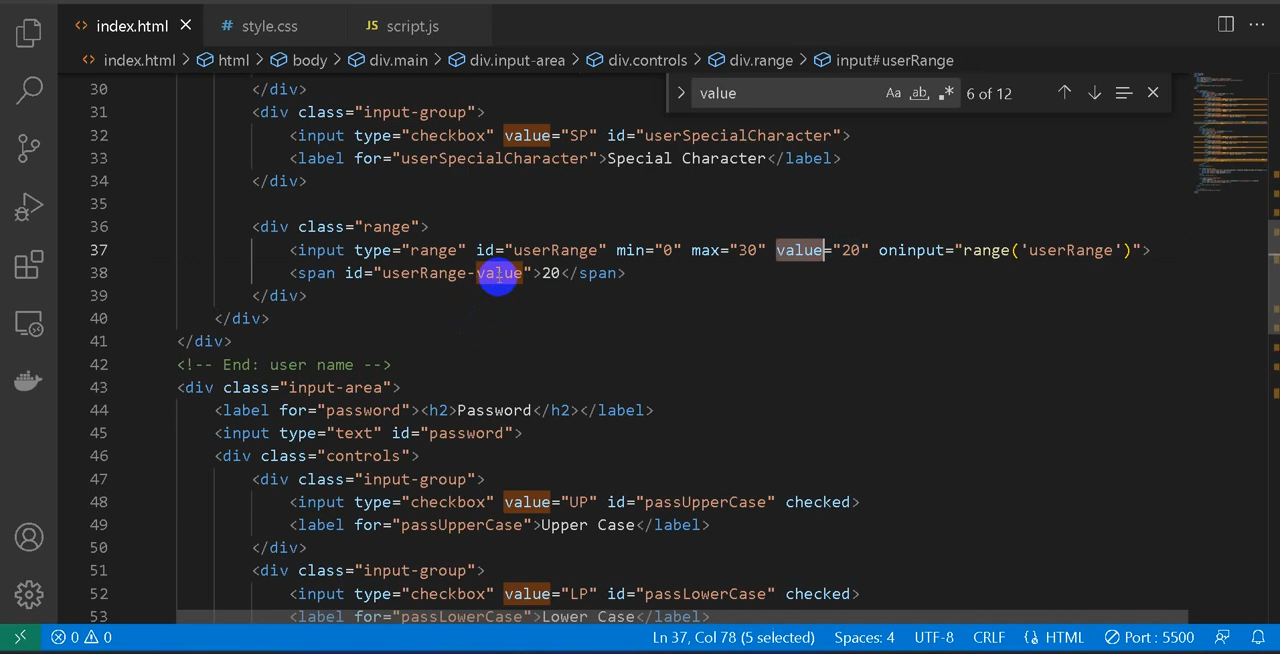 <> index.html × # style.css JS script.js ···
<> index.html > html > body > div.main > div.input-area > div.controls > div.range > input#userRange
> value Aa ab .* 6 of 12
30 </div>
31 <div class="input-group">
32 <input type="checkbox" value="SP" id="userSpecialCharacter">
33 <label for="userSpecialCharacter">Special Character</label>
34 </div>
35
36 <div class="range">
37 <input type="range" id="userRange" min="0" max="30" value="20" oninput="range('userRange')">
38 <span id="userRange-value">20</span>
39 </div>
40 </div>
41 </div>
42 <!-- End: user name -->
43 <div class="input-area">
44 <label for="password"><h2>Password</h2></label>
45 <input type="text" id="password">
46 <div class="controls">
47 <div class="input-group">
48 <input type="checkbox" value="UP" id="passUpperCase" checked>
49 <label for="passUpperCase">Upper Case</label>
50 </div>
51 <div class="input-group">
52 <input type="checkbox" value="LP" id="passLowerCase" checked>
53 <label for="passLowerCase">Lower Case</label>
0 0 Ln 37, Col 78 (5 selected) Spaces: 4 UTF-8 CRLF HTML Port : 5500